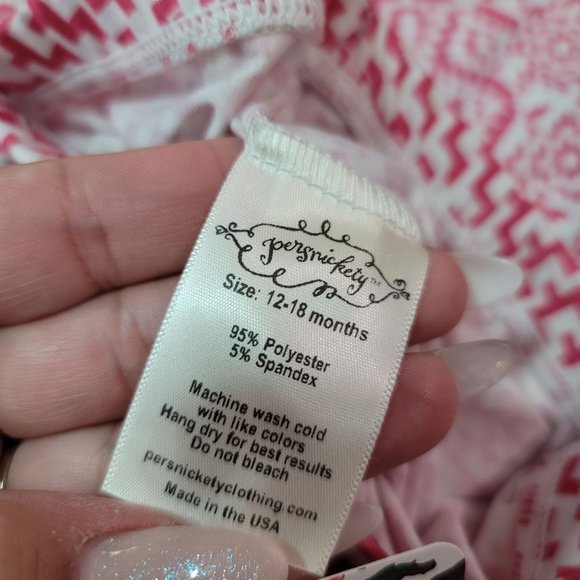 persnickety™
Size: 12-18 months
95% Polyester
5% Spandex
Machine wash cold
with like colors
Hang dry for best results
Do not bleach
persnicketyclothing.com
Made in the USA